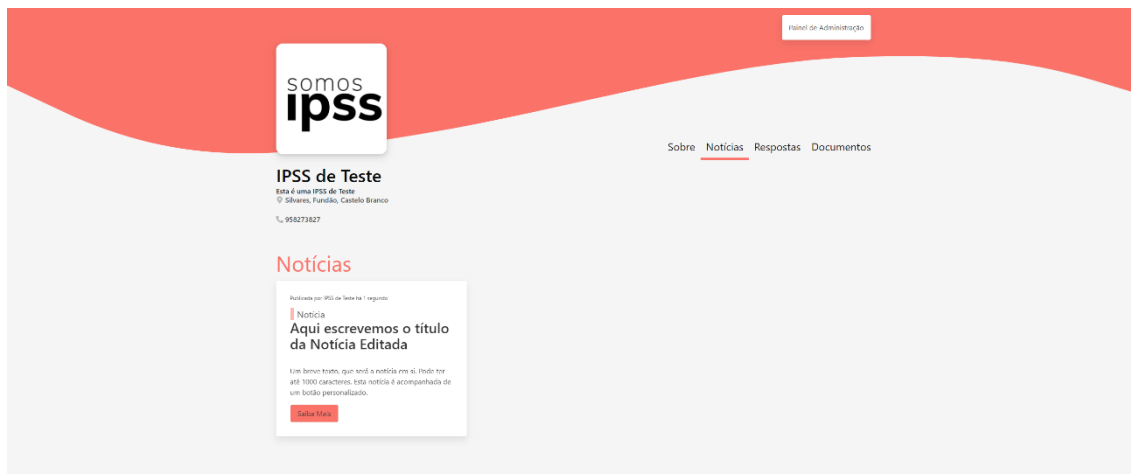 Painel de Administração
somos
ipss
Sobre Notícias Respostas Documentos
IPSS de Teste
Esta é uma IPSS de Teste
Silvares, Fundão, Castelo Branco
958273827
Notícias
Publicada por IPSS de Teste há 1 segundo
Notícia
Aqui escrevemos o título
da Notícia Editada
Um breve texto, que será a notícia em si. Pode ter
até 1000 caracteres. Esta notícia é acompanhada de
um botão personalizado.
Saiba Mais